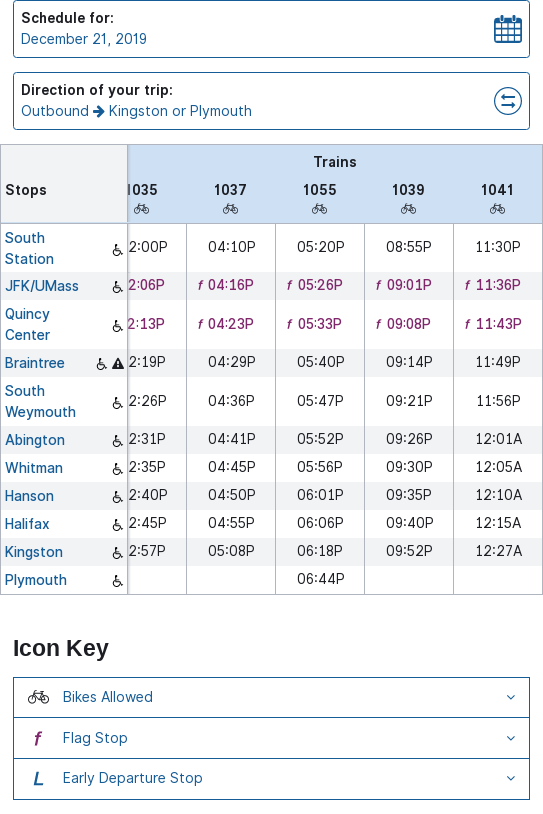 Schedule for:
December 21, 2019
Direction of your trip:
Outbound → Kingston or Plymouth
Trains
Stops 1035 1037 1055 1039 1041
South Station 2:00P 04:10P 05:20P 08:55P 11:30P
JFK/UMass 2:06P f 04:16P f 05:26P f 09:01P f 11:36P
Quincy Center 2:13P f 04:23P f 05:33P f 09:08P f 11:43P
Braintree 2:19P 04:29P 05:40P 09:14P 11:49P
South Weymouth 2:26P 04:36P 05:47P 09:21P 11:56P
Abington 2:31P 04:41P 05:52P 09:26P 12:01A
Whitman 2:35P 04:45P 05:56P 09:30P 12:05A
Hanson 2:40P 04:50P 06:01P 09:35P 12:10A
Halifax 2:45P 04:55P 06:06P 09:40P 12:15A
Kingston 2:57P 05:08P 06:18P 09:52P 12:27A
Plymouth 06:44P
Icon Key
Bikes Allowed
f Flag Stop
L Early Departure Stop